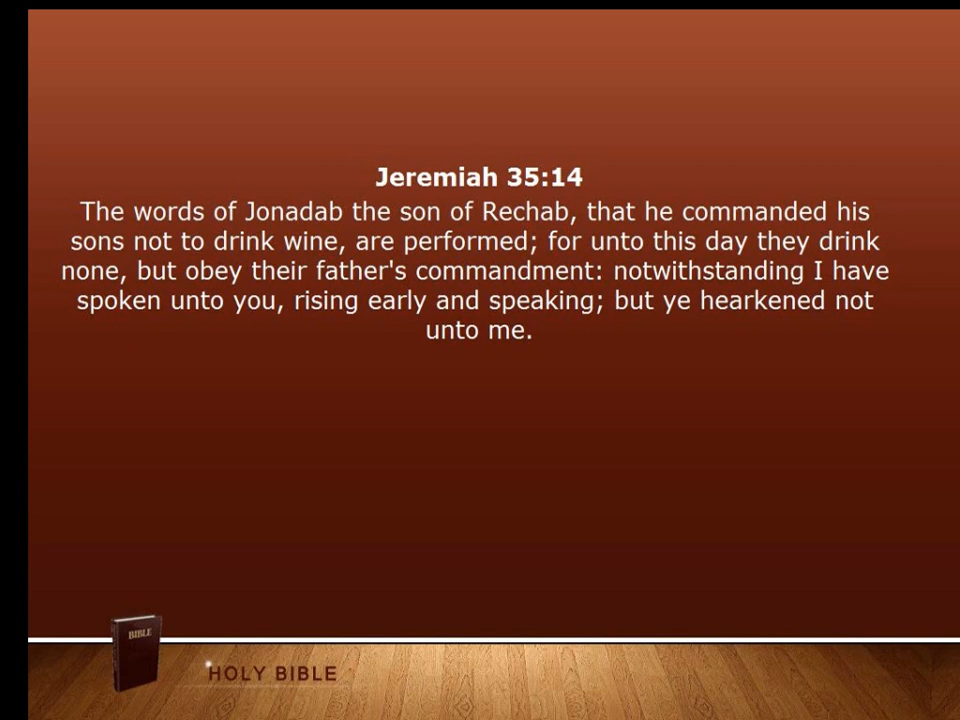 Jeremiah 35:14
The words of Jonadab the son of Rechab, that he commanded his
sons not to drink wine, are performed; for unto this day they drink
none, but obey their father's commandment: notwithstanding I have
spoken unto you, rising early and speaking; but ye hearkened not
unto me.
BIBLE
HOLY BIBLE